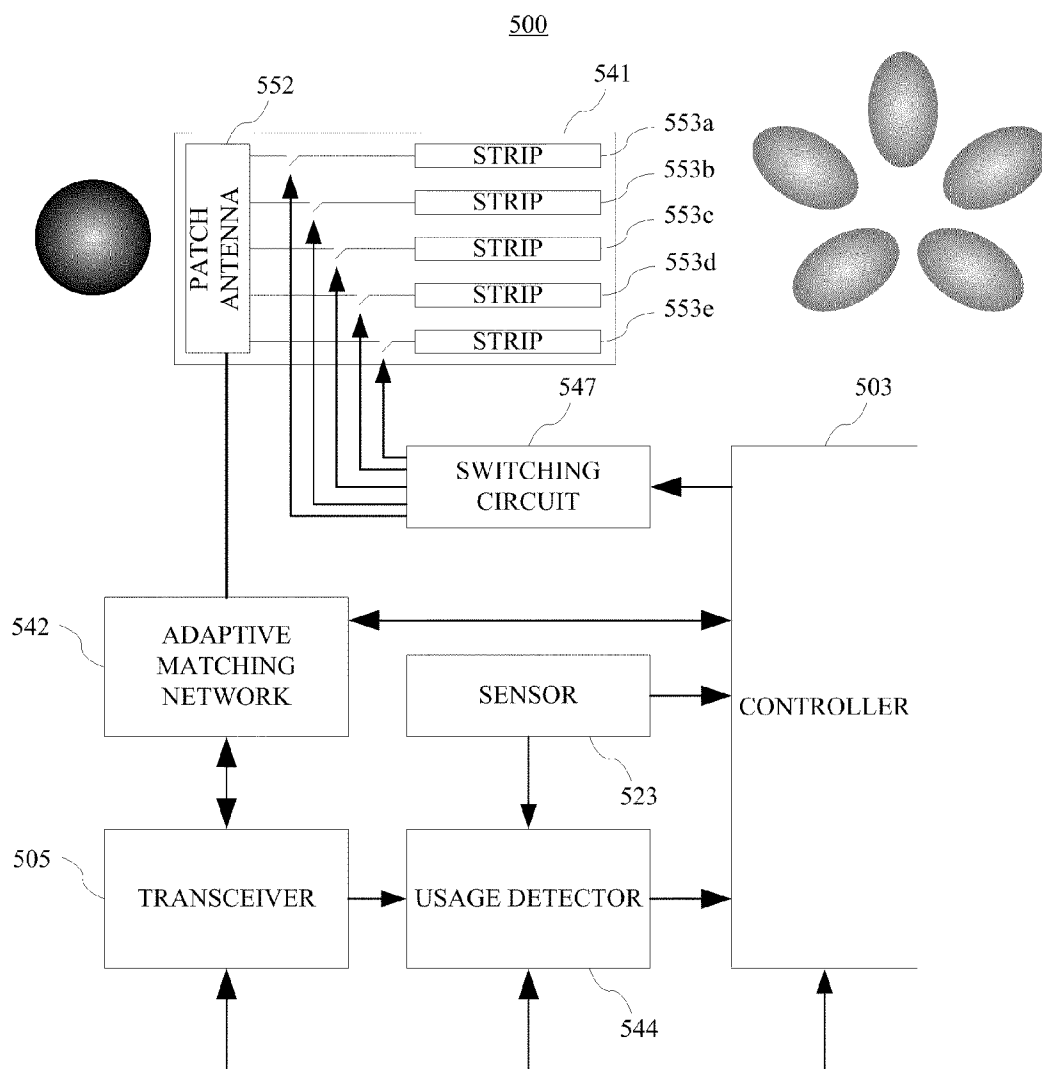 500
552
541
PATCH
ANTENNA
STRIP
553a
STRIP
553b
STRIP
553c
STRIP
553d
STRIP
553e
547
503
SWITCHING
CIRCUIT
542
ADAPTIVE
MATCHING
NETWORK
SENSOR
CONTROLLER
523
505
TRANSCEIVER
USAGE DETECTOR
544